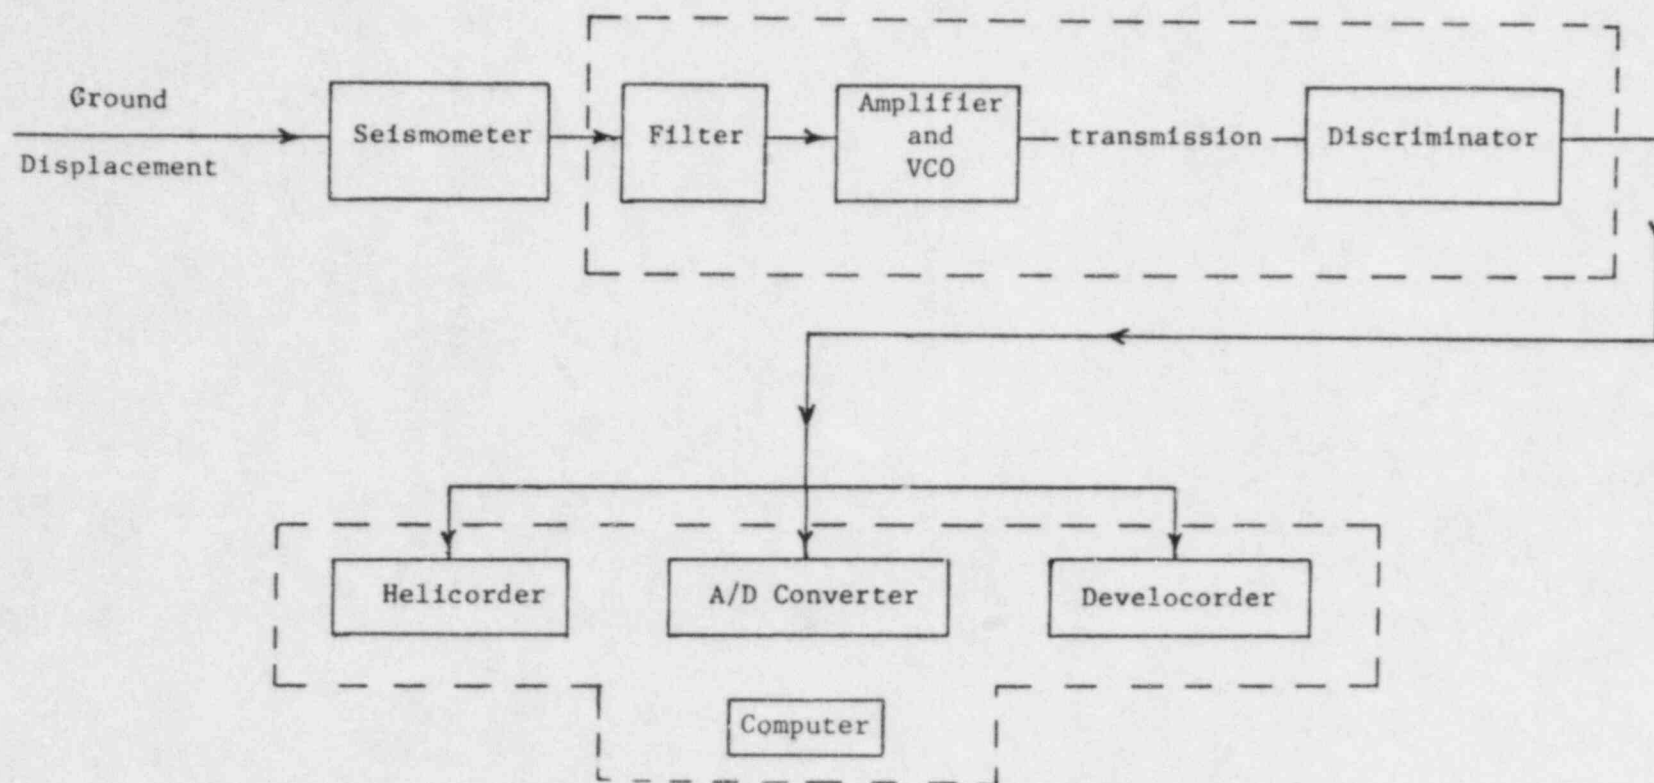 Ground
Displacement
Seismometer
Filter
Amplifier
and
VCO
transmission
Discriminator
Helicorder
A/D Converter
Develocorder
Computer